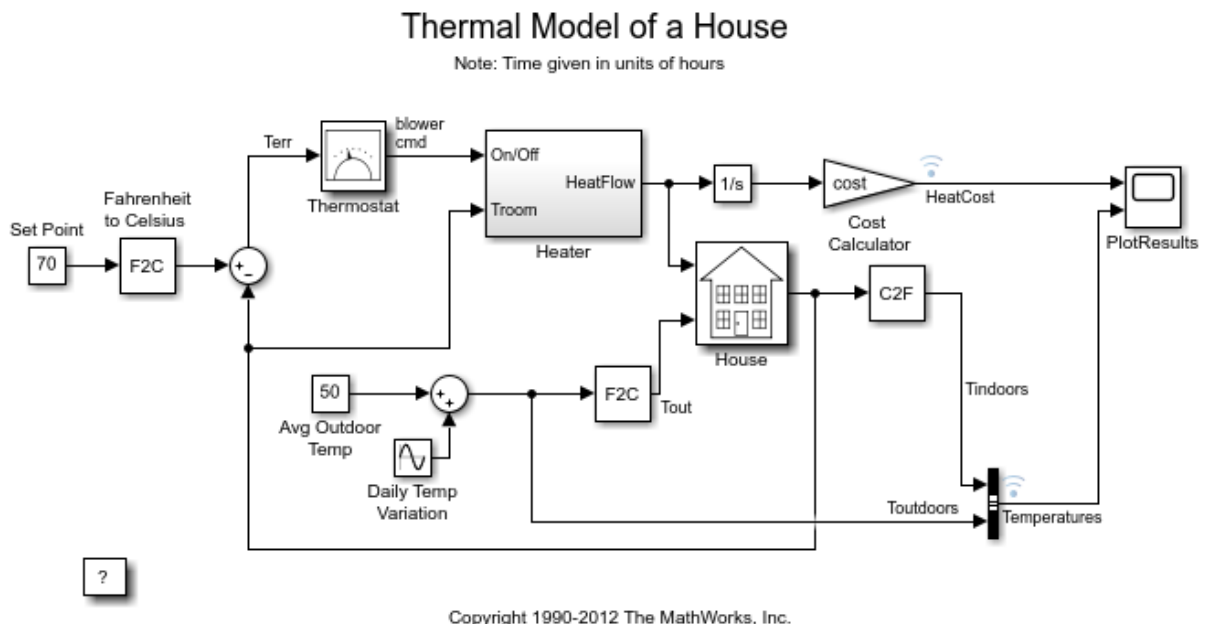 Thermal Model of a House
Note: Time given in units of hours
Terr
blower
cmd
Thermostat
On/Off
HeatFlow
Troom
Heater
1/s
cost
Cost
Calculator
HeatCost
PlotResults
Fahrenheit
to Celsius
Set Point
70
F2C
+
−
House
C2F
Tindoors
50
Avg Outdoor
Temp
+
+
Daily Temp
Variation
F2C
Tout
Toutdoors
Temperatures
?
Copyright 1990-2012 The MathWorks, Inc.